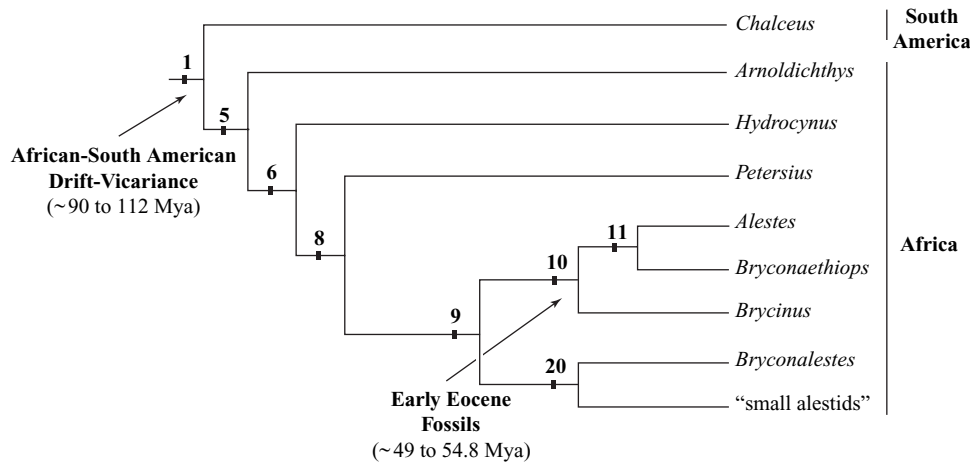 Chalceus
South
America
1
Arnoldichthys
5
Hydrocynus
African-South American
Drift-Vicariance
(~90 to 112 Mya)
6
Petersius
8
Alestes
11
Africa
10
Bryconaethiops
9
Brycinus
Bryconalestes
20
Early Eocene
Fossils
(~49 to 54.8 Mya)
“small alestids”